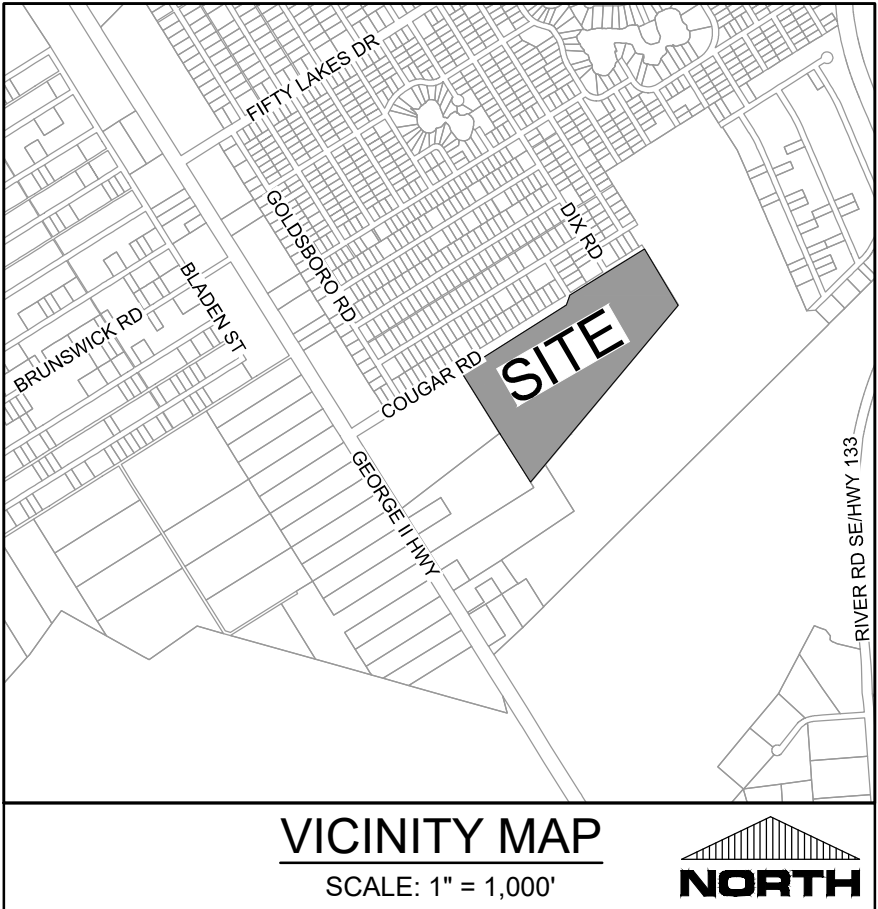 FIFTY LAKES DR
GOLDSBORO RD
DIX RD
BLADEN ST
BRUNSWICK RD
SITE
COUGAR RD
GEORGE II HWY
RIVER RD SE/HWY 133
VICINITY MAP
SCALE: 1" = 1,000'
NORTH